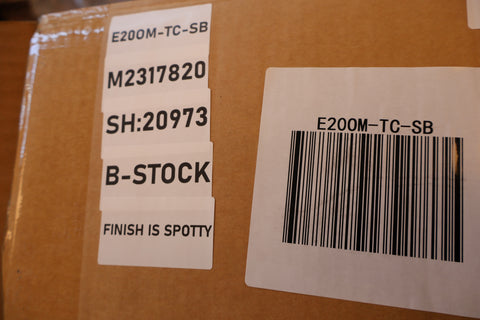 E200M-TC-SB
M2317820
SH:20973
B-STOCK
FINISH IS SPOTTY
E200M-TC-SB